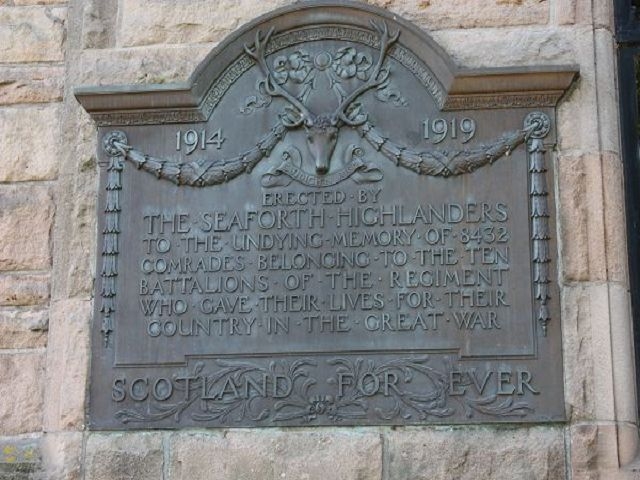 1914 1919
ERECTED·BY
THE·SEAFORTH·HIGHLANDERS
TO·THE·UNDYING·MEMORY·OF·8432
COMRADES·BELONGING·TO·THE·TEN
BATTALIONS·OF·THE·REGIMENT
WHO·GAVE·THEIR·LIVES·FOR·THEIR
COUNTRY·IN·THE·GREAT·WAR
SCOTLAND FOR EVER